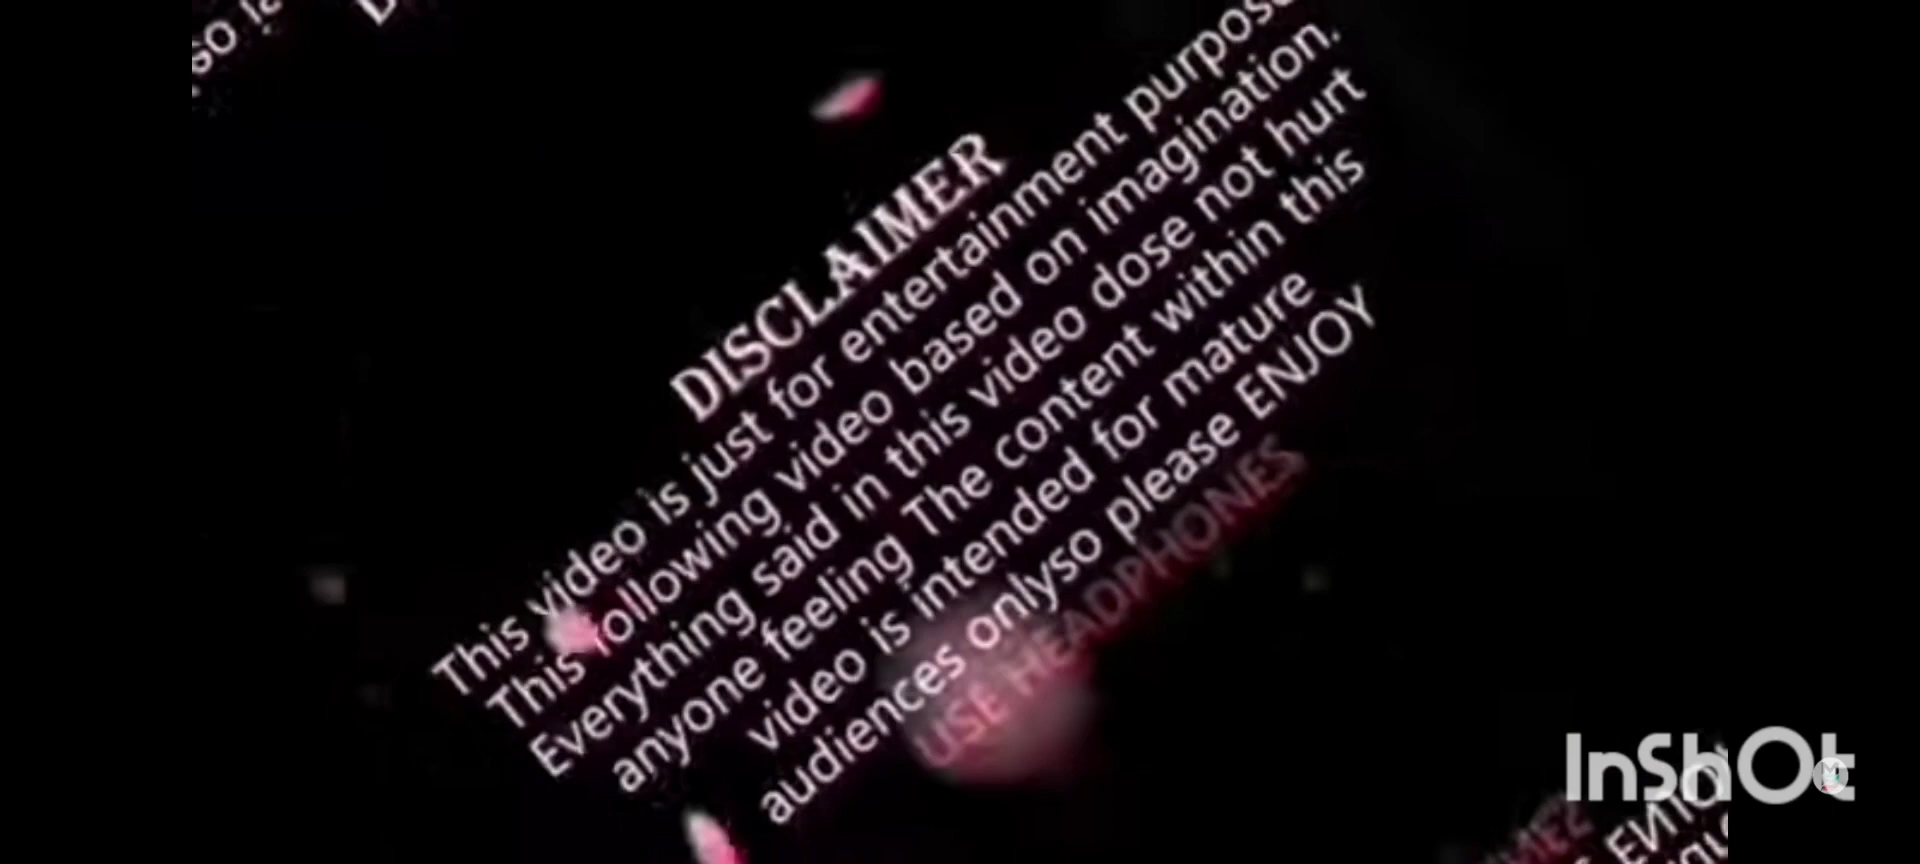 DISCLAIMER
This video is just for entertainment
This following video based on imagination.
Everything said in this video dose not hurt
anyone feeling The content within this
video is intended for mature
audiences onlyso please ENJOY
USE HEADPHONES
InShOt